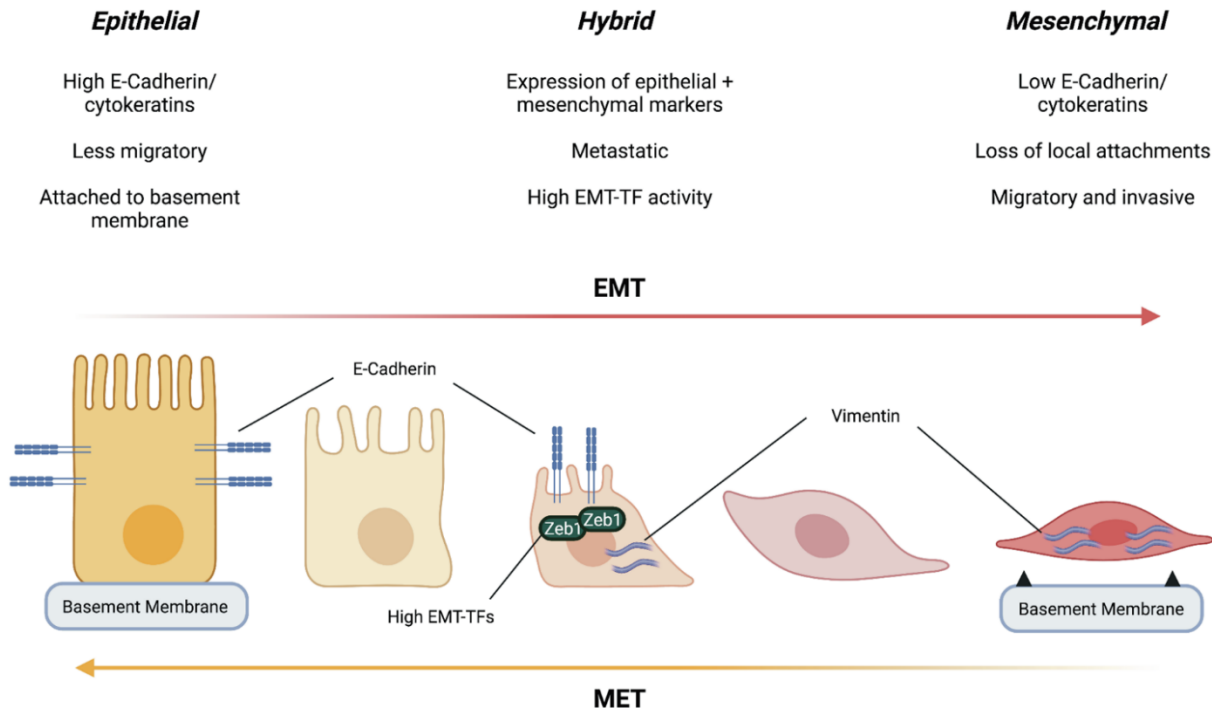 Epithelial
Hybrid
Mesenchymal
High E-Cadherin/
cytokeratins
Expression of epithelial +
mesenchymal markers
Low E-Cadherin/
cytokeratins
Less migratory
Metastatic
Loss of local attachments
Attached to basement
membrane
High EMT-TF activity
Migratory and invasive
EMT
E-Cadherin
Vimentin
Zeb1
Zeb1
Basement Membrane
High EMT-TFs
Basement Membrane
MET